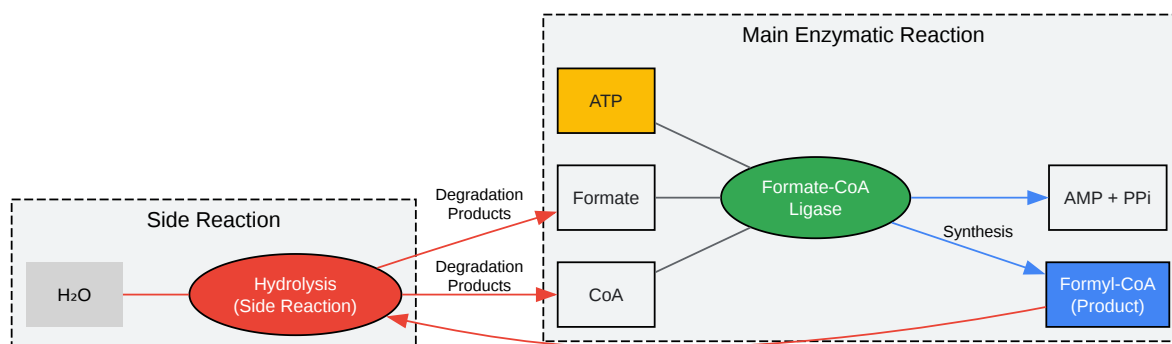 Main Enzymatic Reaction
ATP
Degradation
Products
Formate
Formate-CoA
Ligase
AMP + PPi
Side Reaction
Synthesis
Degradation
Products
H₂O
Hydrolysis
(Side Reaction)
CoA
Formyl-CoA
(Product)